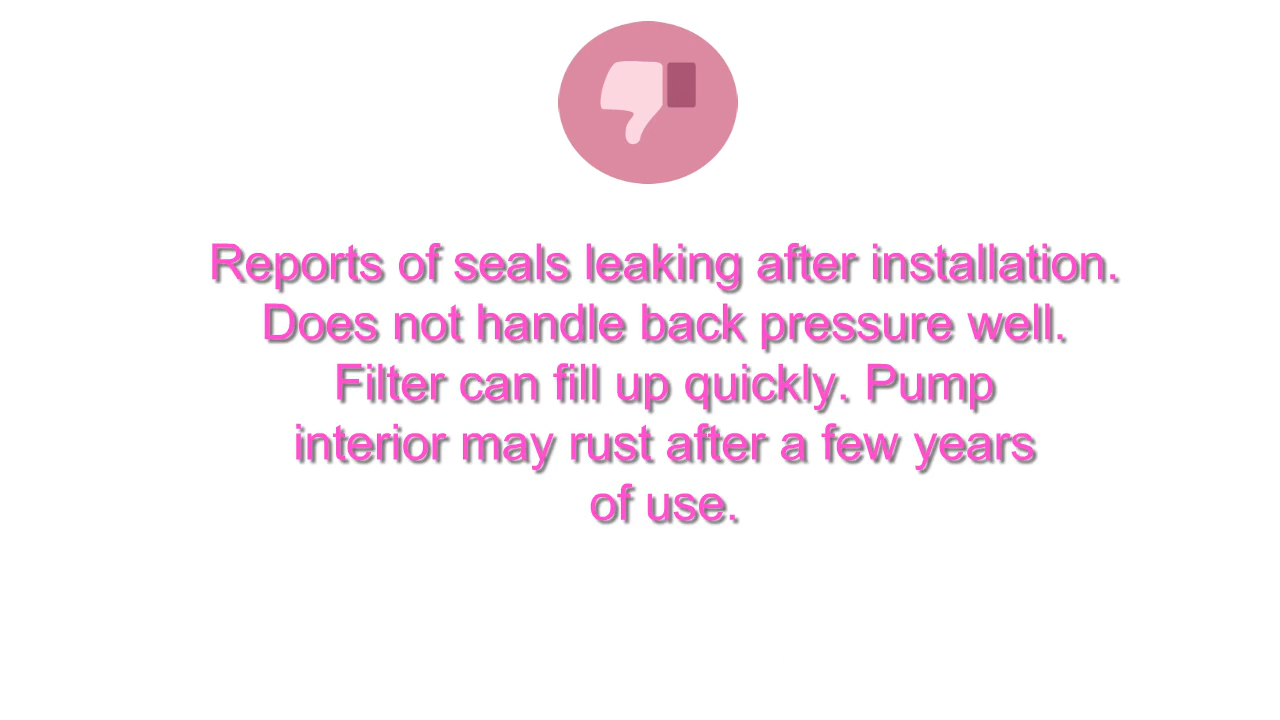 Reports of seals leaking after installation.
Does not handle back pressure well.
Filter can fill up quickly. Pump
interior may rust after a few years
of use.